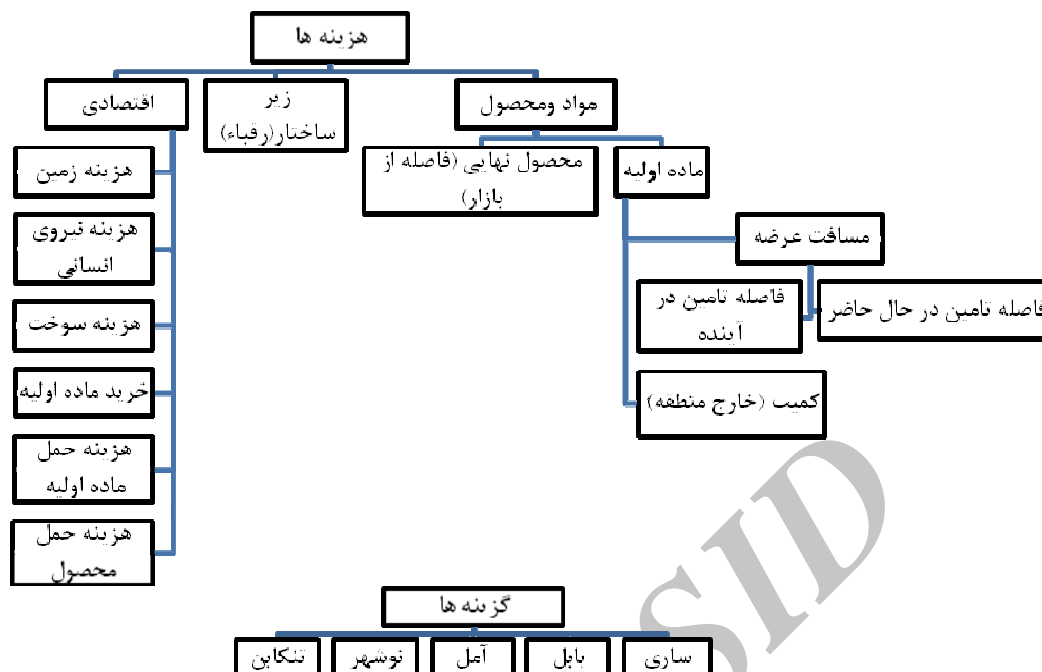 هزینه ها
مواد ومحصول
زیر
ساختار(رقباء)
اقتصادی
ماده اولیه
محصول نهایی (فاصله از
بازار)
هزینه زمین
هزینه نیروی
انسانی
هزینه سوخت
خرید ماده اولیه
هزینه حمل
ماده اولیه
هزینه حمل
محصول
مسافت عرضه
فاصله تامین در حال حاضر
فاصله تامین در
آینده
کمیت (خارج منطقه)
گزینه ها
ساری
بابل
آمل
نوشهر
تنکابن
SID